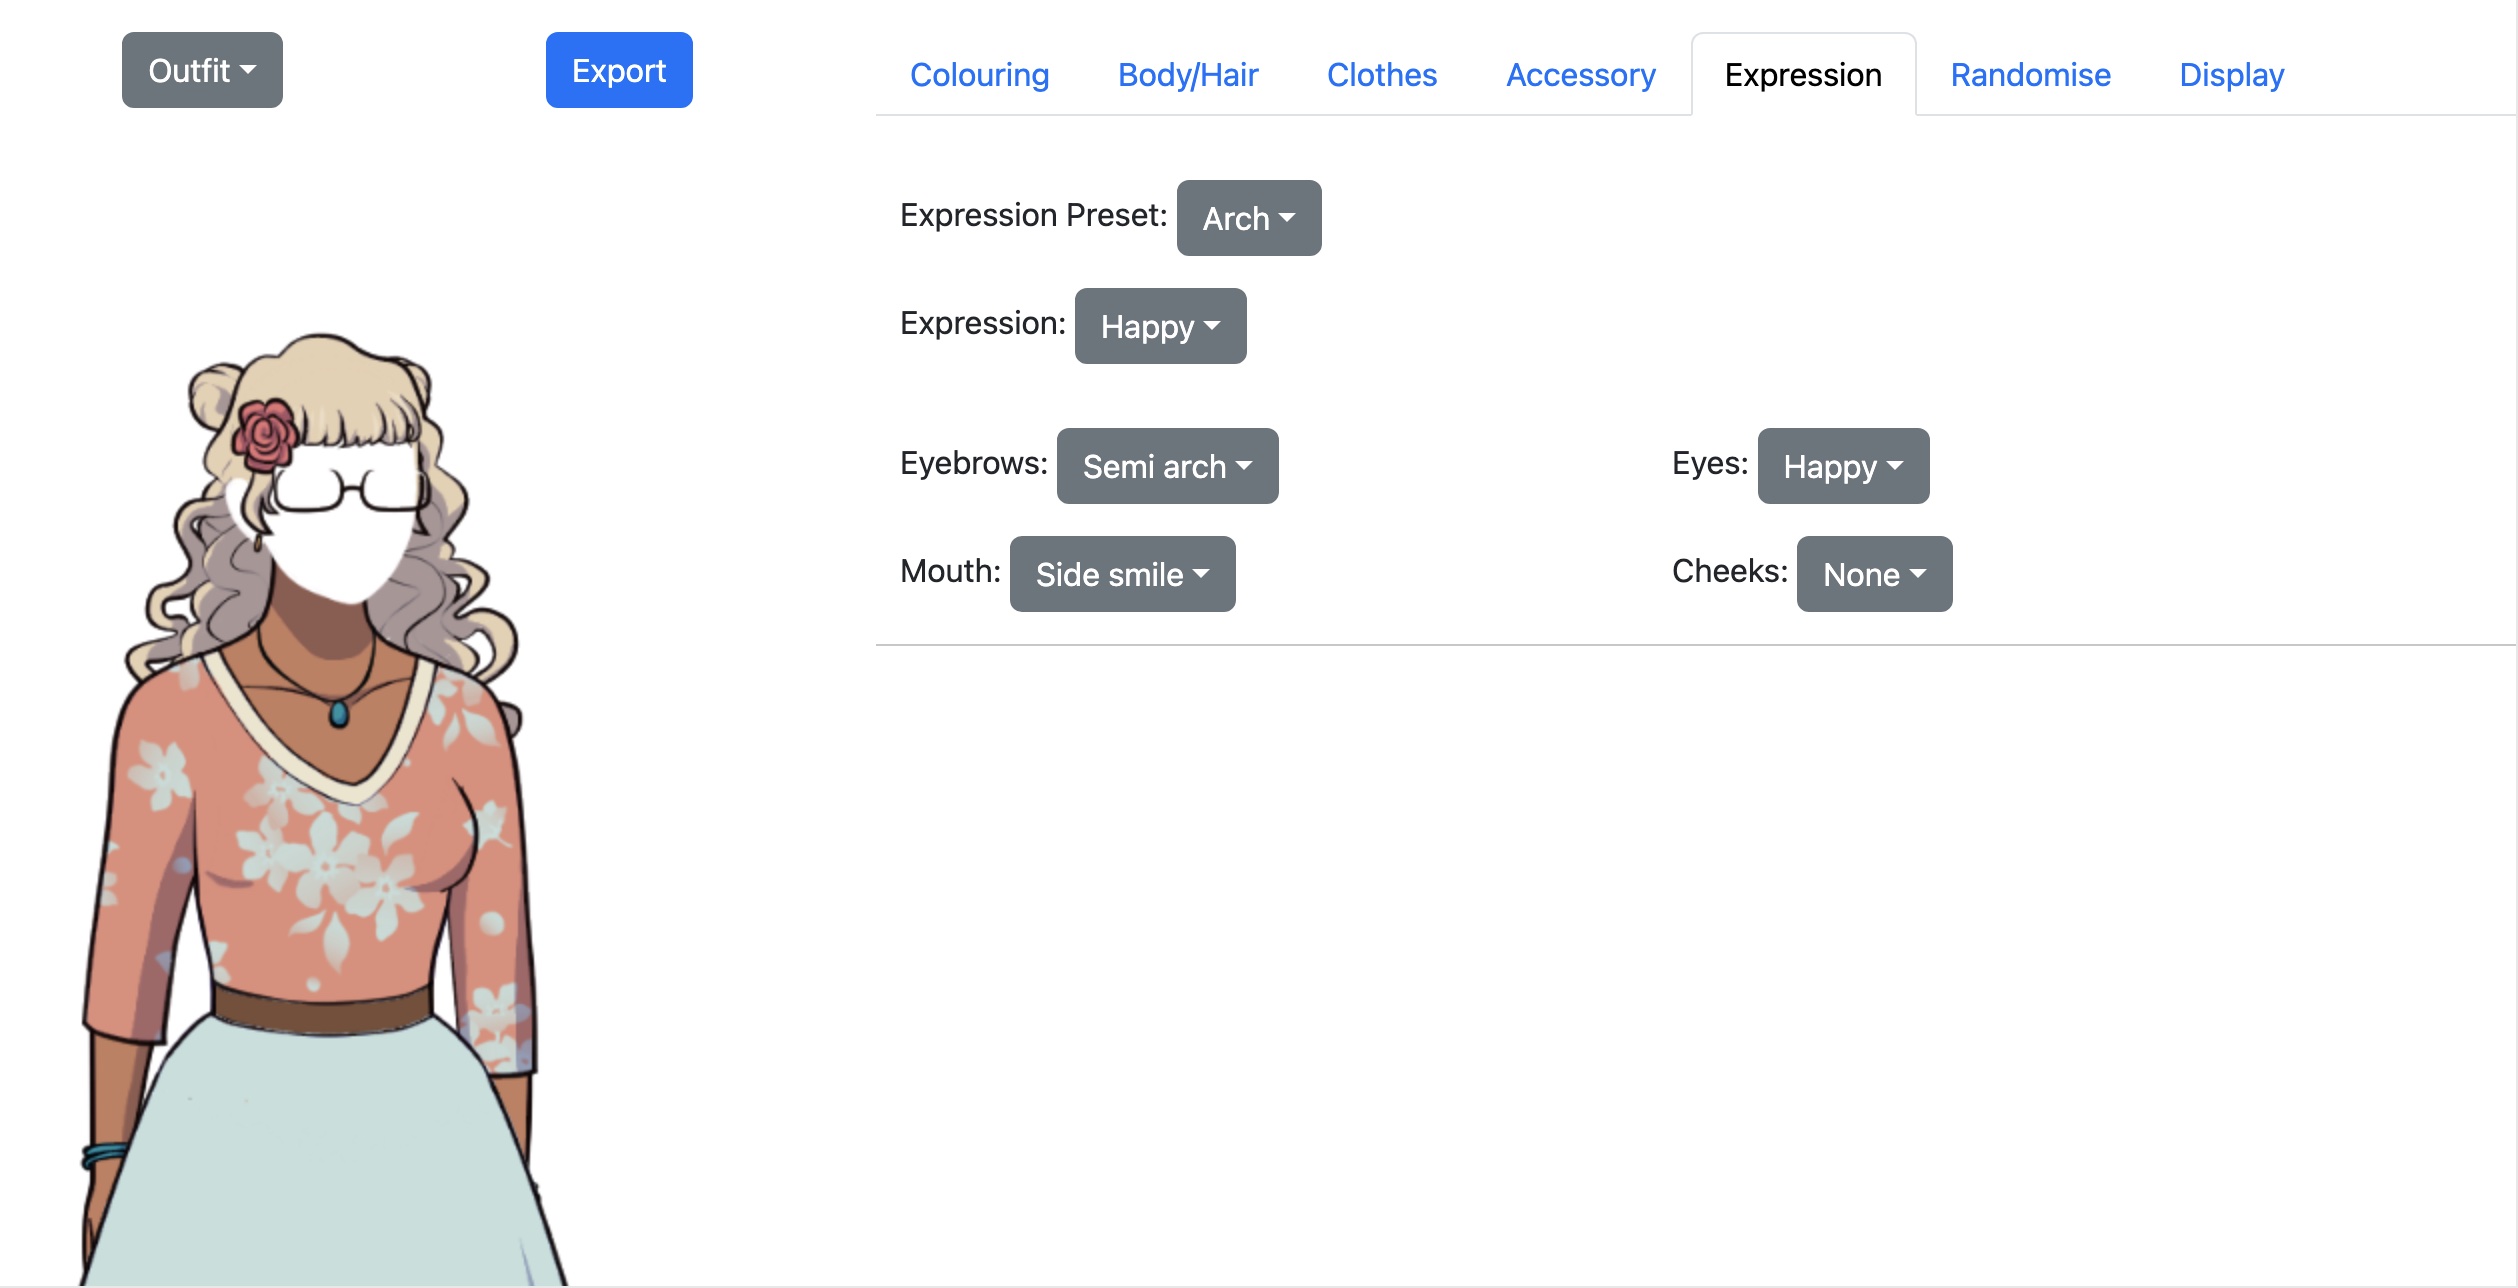 Outfit
Export
Colouring Body/Hair Clothes Accessory Expression Randomise Display
Expression Preset: Arch
Expression: Happy
Eyebrows: Semi arch
Eyes: Happy
Mouth: Side smile
Cheeks: None